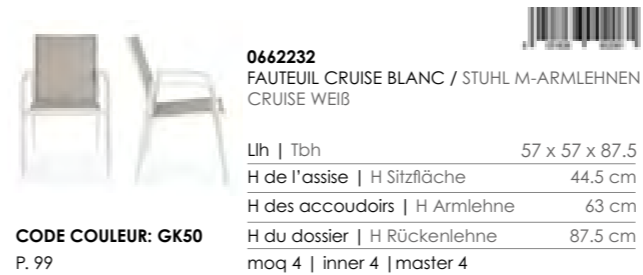 0662232
FAUTEUIL CRUISE BLANC / STUHL M-ARMLEHNEN
CRUISE WEIß
Llh | Tbh 57 x 57 x 87.5
H de l'assise | H Sitzfläche 44.5 cm
H des accoudoirs | H Armlehne 63 cm
CODE COULEUR: GK50 H du dossier | H Rückenlehne 87.5 cm
P. 99 moq 4 | inner 4 |master 4